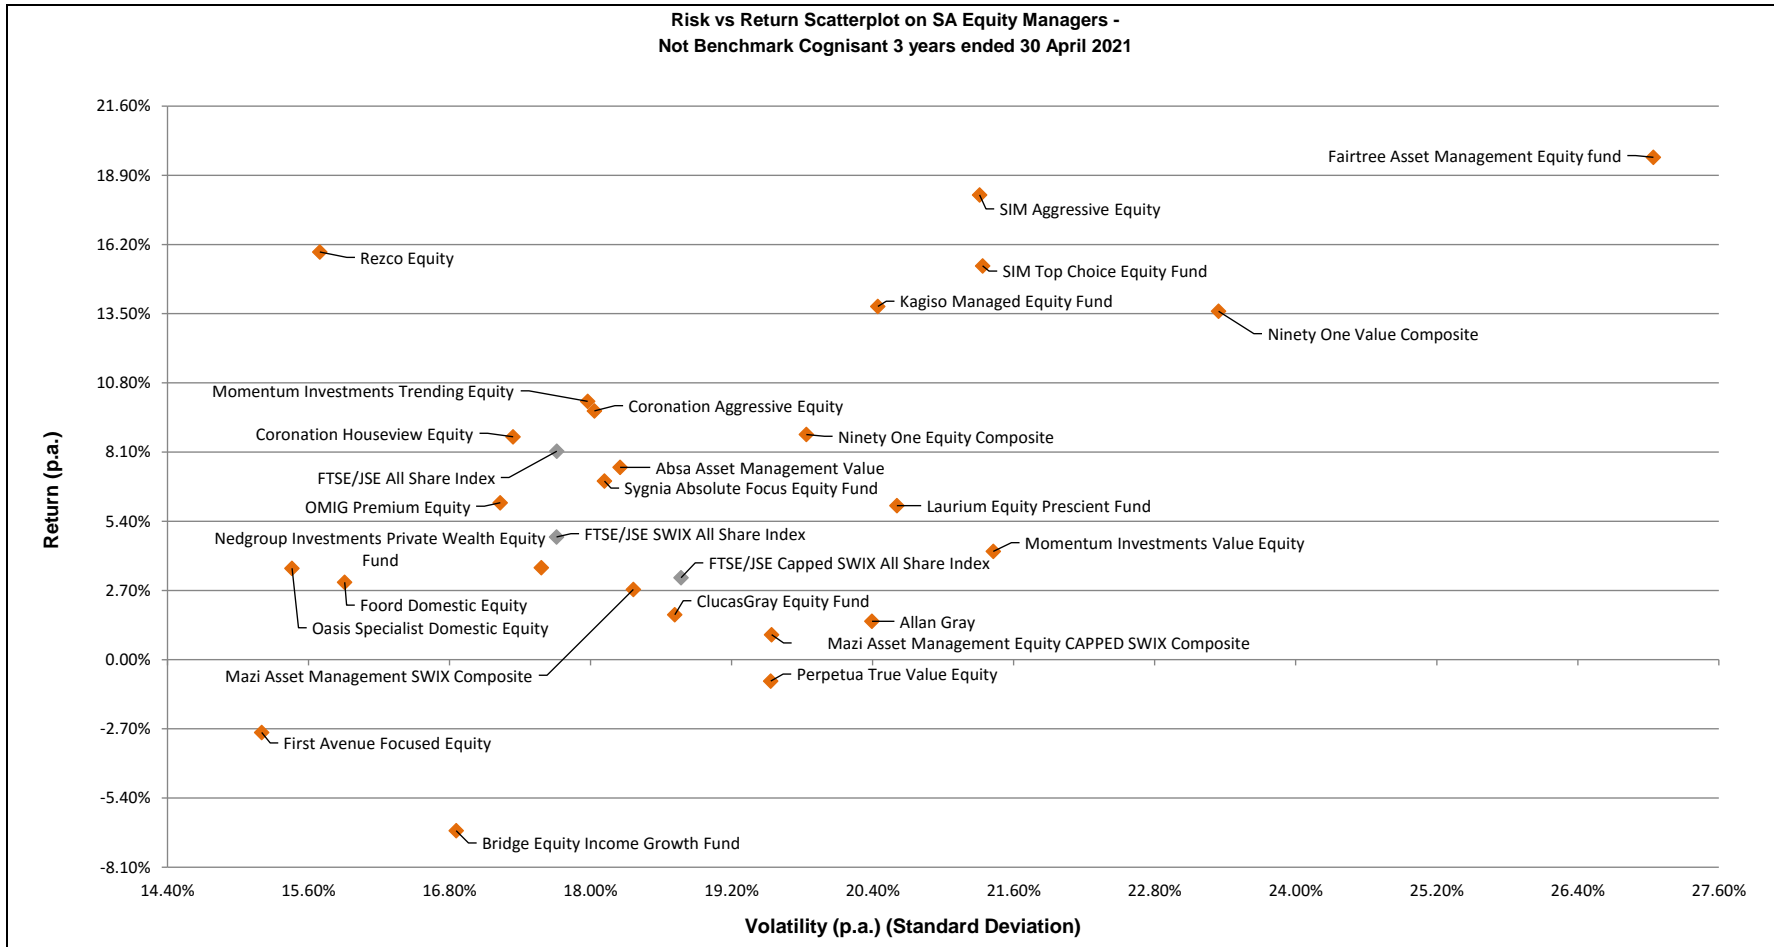 Risk vs Return Scatterplot on SA Equity Managers -
Not Benchmark Cognisant 3 years ended 30 April 2021
21.60%
18.90%
16.20%
13.50%
10.80%
8.10%
5.40%
2.70%
0.00%
-2.70%
-5.40%
-8.10%
Return (p.a.)
Fairtree Asset Management Equity fund
SIM Aggressive Equity
Rezco Equity
SIM Top Choice Equity Fund
Kagiso Managed Equity Fund
Ninety One Value Composite
Momentum Investments Trending Equity
Coronation Aggressive Equity
Coronation Houseview Equity
Ninety One Equity Composite
FTSE/JSE All Share Index
Absa Asset Management Value
Sygnia Absolute Focus Equity Fund
OMIG Premium Equity
Laurium Equity Prescient Fund
Nedgroup Investments Private Wealth Equity
Fund
FTSE/JSE SWIX All Share Index
Momentum Investments Value Equity
FTSE/JSE Capped SWIX All Share Index
Foord Domestic Equity
ClucasGray Equity Fund
Oasis Specialist Domestic Equity
Allan Gray
Mazi Asset Management Equity CAPPED SWIX Composite
Mazi Asset Management SWIX Composite
Perpetua True Value Equity
First Avenue Focused Equity
Bridge Equity Income Growth Fund
14.40%
15.60%
16.80%
18.00%
19.20%
20.40%
21.60%
22.80%
24.00%
25.20%
26.40%
27.60%
Volatility (p.a.) (Standard Deviation)